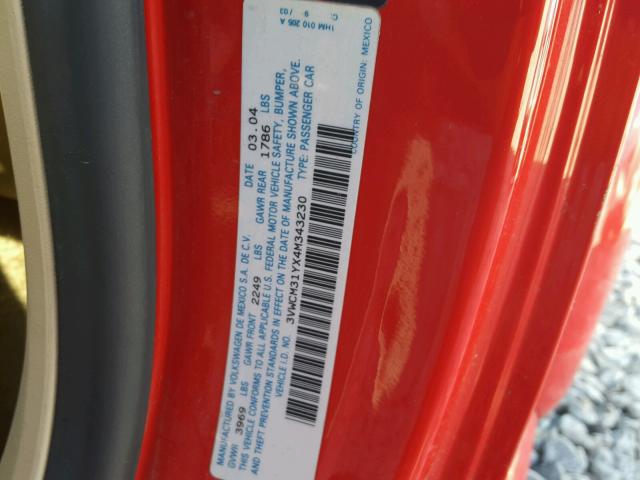 1HM 010 206 A
9 / 03
MANUFACTURED BY VOLKSWAGEN DE MEXICO S.A. DE C.V. DATE 03.04
GVWR 3969 LBS GAWR FRONT 2249 LBS GAWR REAR 1786 LBS
THIS VEHICLE CONFORMS TO ALL APPLICABLE U.S. FEDERAL MOTOR VEHICLE SAFETY, BUMPER,
AND THEFT PREVENTION STANDARDS IN EFFECT ON THE DATE OF MANUFACTURE SHOWN ABOVE.
VEHICLE I.D. NO. 3VWCM31YX4M343230 TYPE: PASSENGER CAR
COUNTRY OF ORIGIN: MEXICO